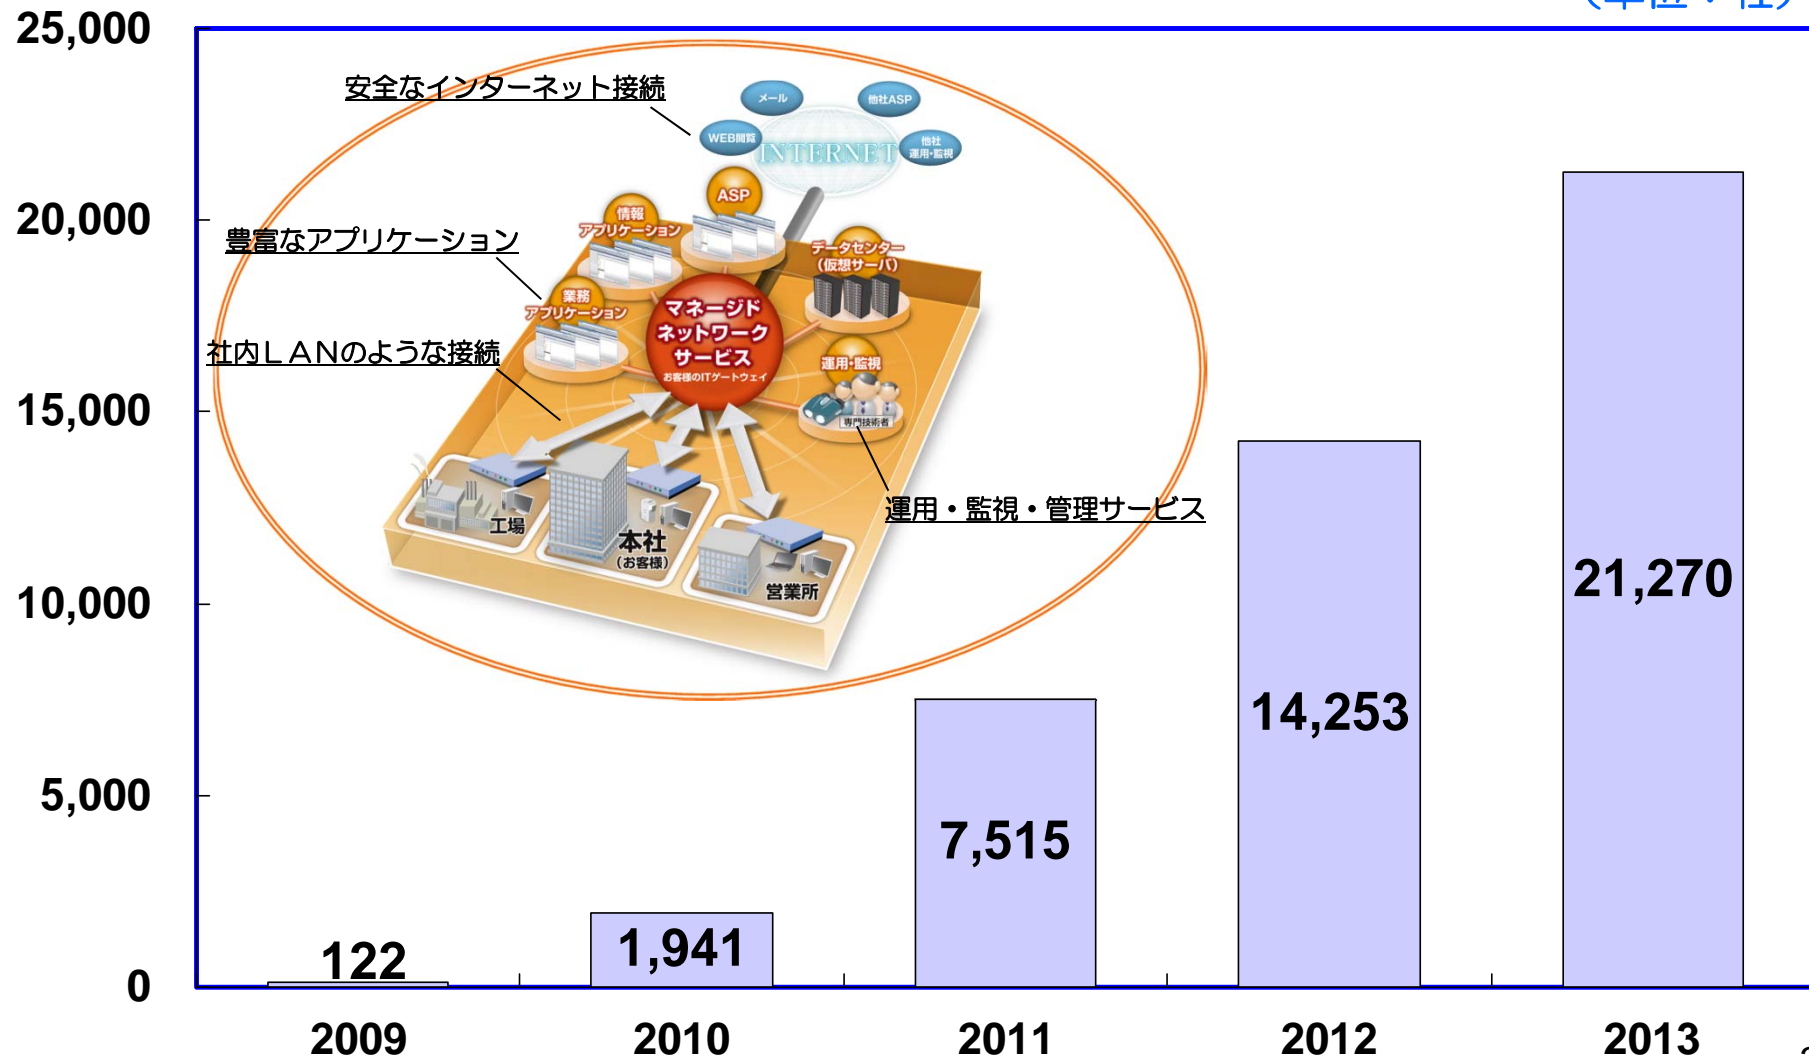 (単位：社)
25,000
20,000
15,000
10,000
5,000
0
安全なインターネット接続
メール
他社ASP
WEB閲覧
INTERNET
他社
運用・監視
ASP
情報
アプリケーション
豊富なアプリケーション
データセンター
(仮想サーバ)
業務
アプリケーション
マネージド
ネットワーク
サービス
お客様のITゲートウェイ
社内ＬＡＮのような接続
運用・監視
専門技術者
運用・監視・管理サービス
工場
本社
(お客様)
営業所
122
1,941
7,515
14,253
21,270
2009
2010
2011
2012
2013